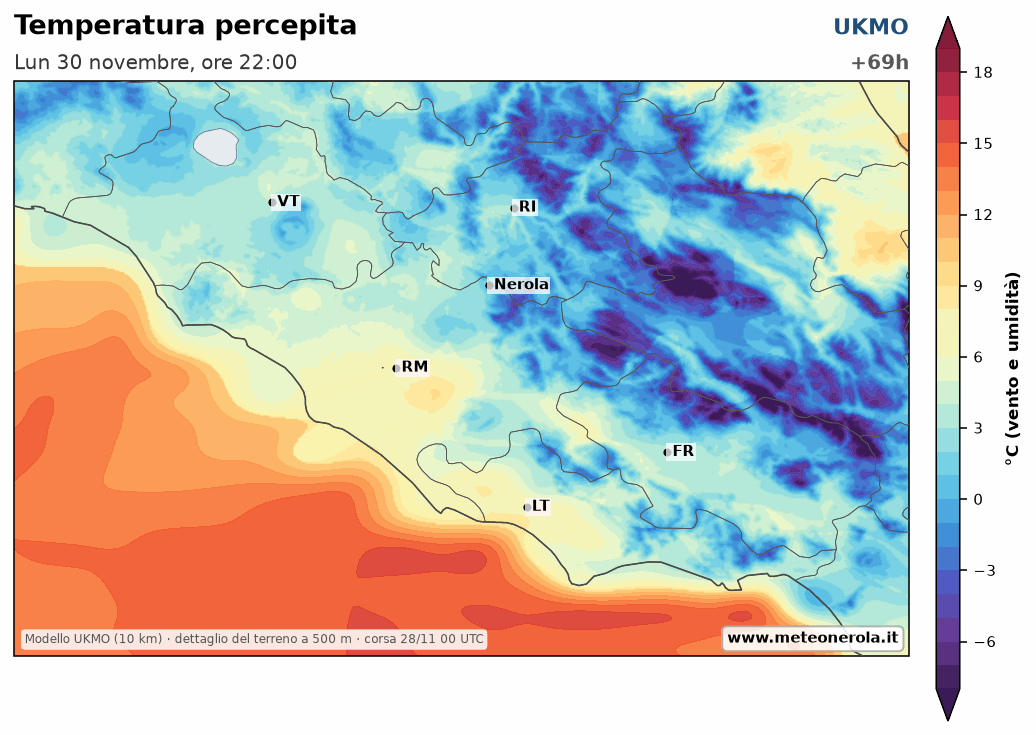 Temperatura percepita
UKMO
Lun 30 novembre, ore 22:00
+69h
18
15
12
9
6
3
0
−3
−6
°C (vento e umidità)
VT
RI
Nerola
RM
FR
LT
Modello UKMO (10 km) · dettaglio del terreno a 500 m · corsa 28/11 00 UTC
www.meteonerola.it